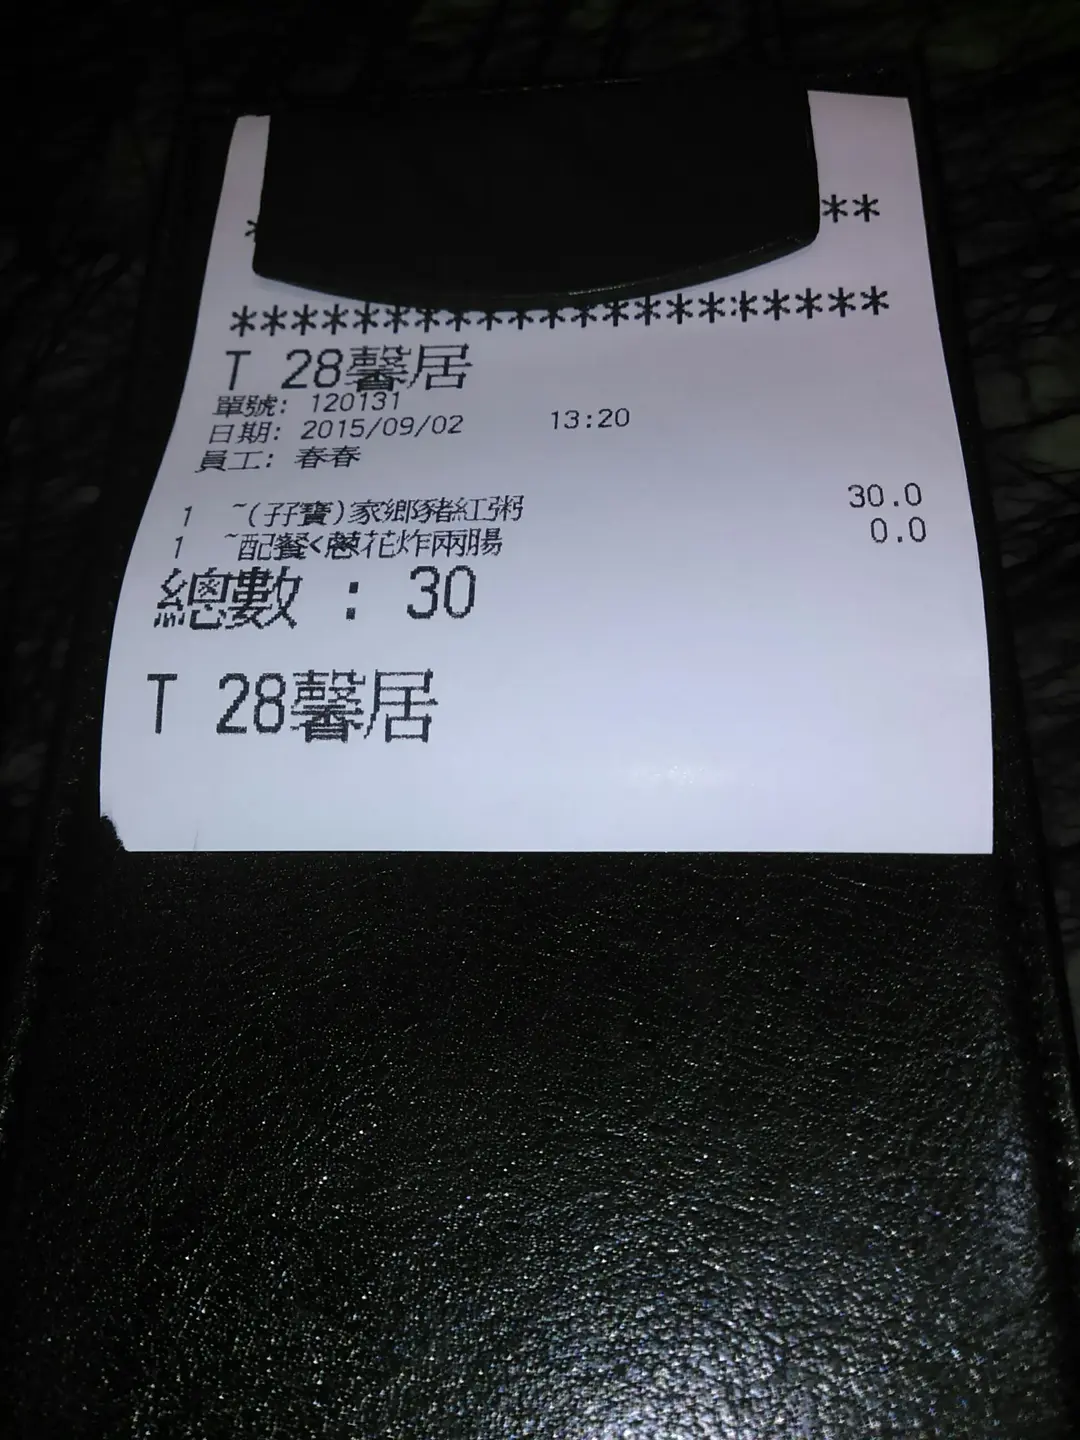 **
*********************
T 28馨居
單號: 120131
日期: 2015/09/02 13:20
員工: 春春
1 ~(孖寶)家鄉豬紅粥 30.0
1 ~配餐<蔥花炸兩腸 0.0
總數 : 30
T 28馨居